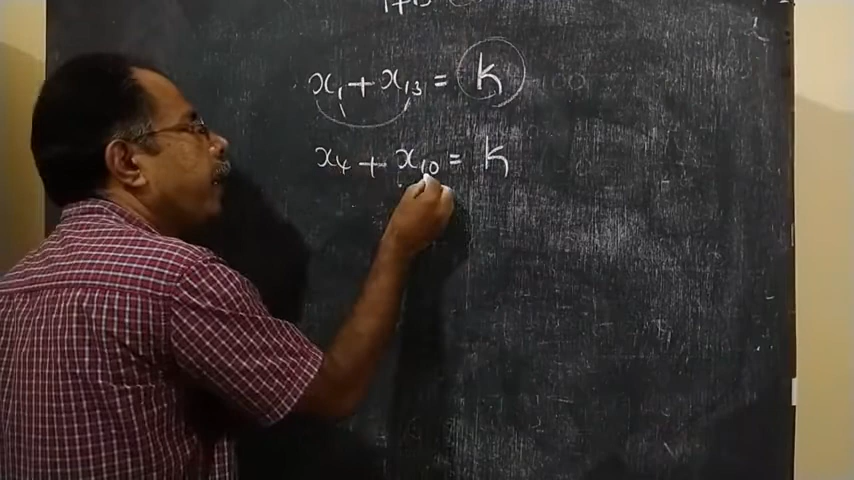 x₁ + x₁₃ = k
x₄ + x₁₀ = k